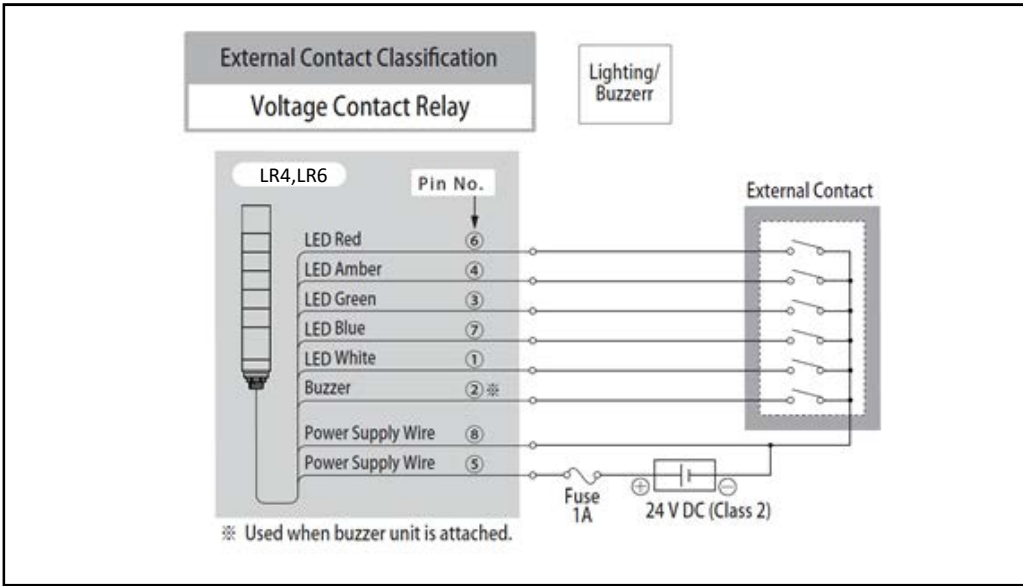 External Contact Classification
Voltage Contact Relay
Lighting/
Buzzerr
LR4,LR6
Pin No.
External Contact
LED Red ⑥
LED Amber ④
LED Green ③
LED Blue ⑦
LED White ①
Buzzer ②※
Power Supply Wire ⑧
Power Supply Wire ⑤
Fuse
1A
⊕ ⊖
24 V DC (Class 2)
※ Used when buzzer unit is attached.